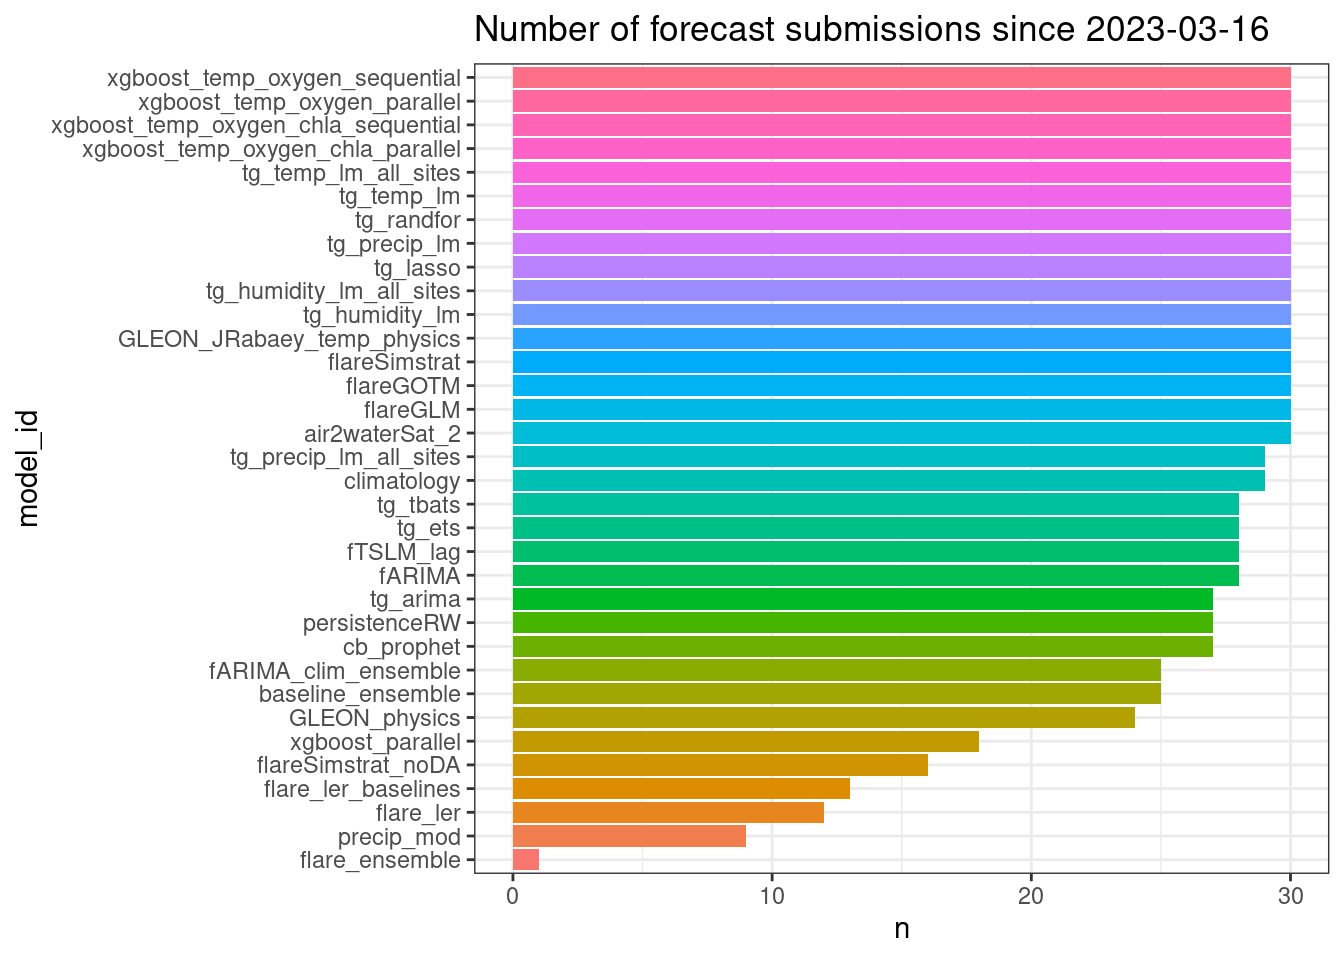 Number of forecast submissions since 2023-03-16
xgboost_temp_oxygen_sequential
xgboost_temp_oxygen_parallel
xgboost_temp_oxygen_chla_sequential
xgboost_temp_oxygen_chla_parallel
tg_temp_lm_all_sites
tg_temp_lm
tg_randfor
tg_precip_lm
tg_lasso
tg_humidity_lm_all_sites
tg_humidity_lm
GLEON_JRabaey_temp_physics
flareSimstrat
flareGOTM
flareGLM
air2waterSat_2
tg_precip_lm_all_sites
climatology
tg_tbats
tg_ets
fTSLM_lag
fARIMA
tg_arima
persistenceRW
cb_prophet
fARIMA_clim_ensemble
baseline_ensemble
GLEON_physics
xgboost_parallel
flareSimstrat_noDA
flare_ler_baselines
flare_ler
precip_mod
flare_ensemble
model_id
0 10 20 30
n